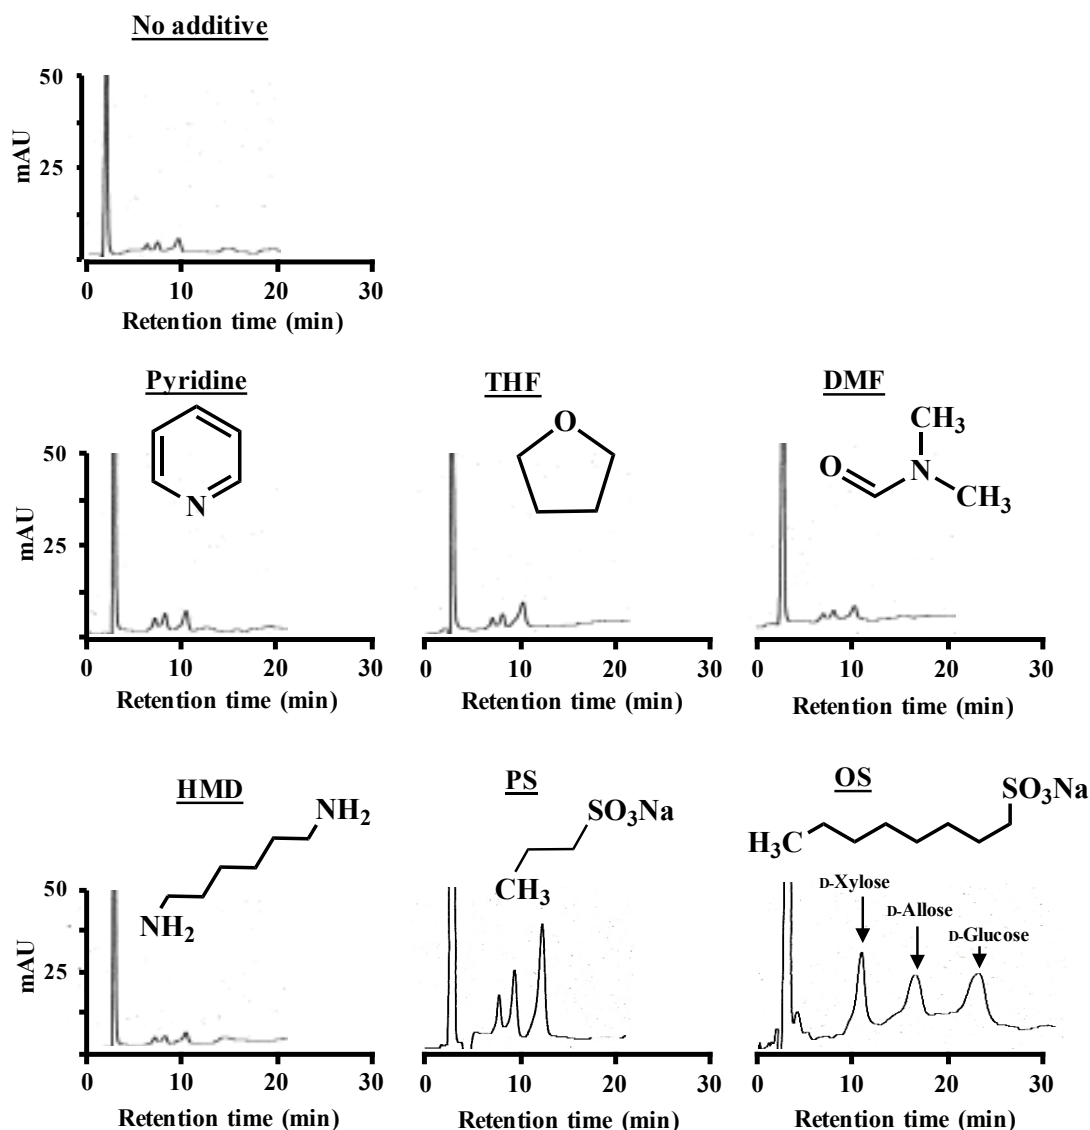 No additive
50
25
mAU
0 10 20 30
Retention time (min)
Pyridine
N
50
25
mAU
0 10 20 30
Retention time (min)
THF
O
0 10 20 30
Retention time (min)
DMF
CH3
O
N
CH3
0 10 20 30
Retention time (min)
HMD
NH2
NH2
50
25
mAU
0 10 20 30
Retention time (min)
PS
SO3Na
CH3
0 10 20 30
Retention time (min)
OS
SO3Na
H3C
D-Xylose
D-Allose
D-Glucose
0 10 20 30
Retention time (min)